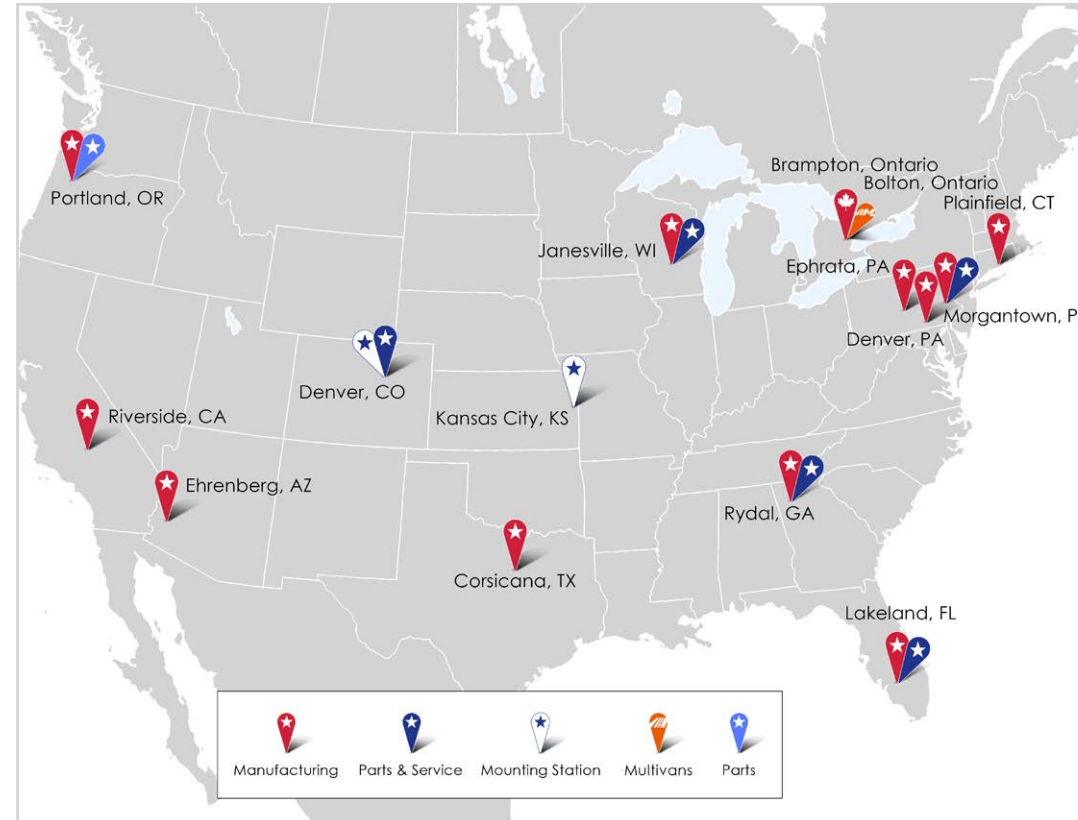 Brampton, Ontario
Bolton, Ontario
Plainfield, CT
Portland, OR
Janesville, WI
Ephrata, PA
Morgantown, P
Denver, PA
Denver, CO
Kansas City, KS
Riverside, CA
Ehrenberg, AZ
Rydal, GA
Corsicana, TX
Lakeland, FL
Manufacturing
Parts & Service
Mounting Station
Multivans
Parts